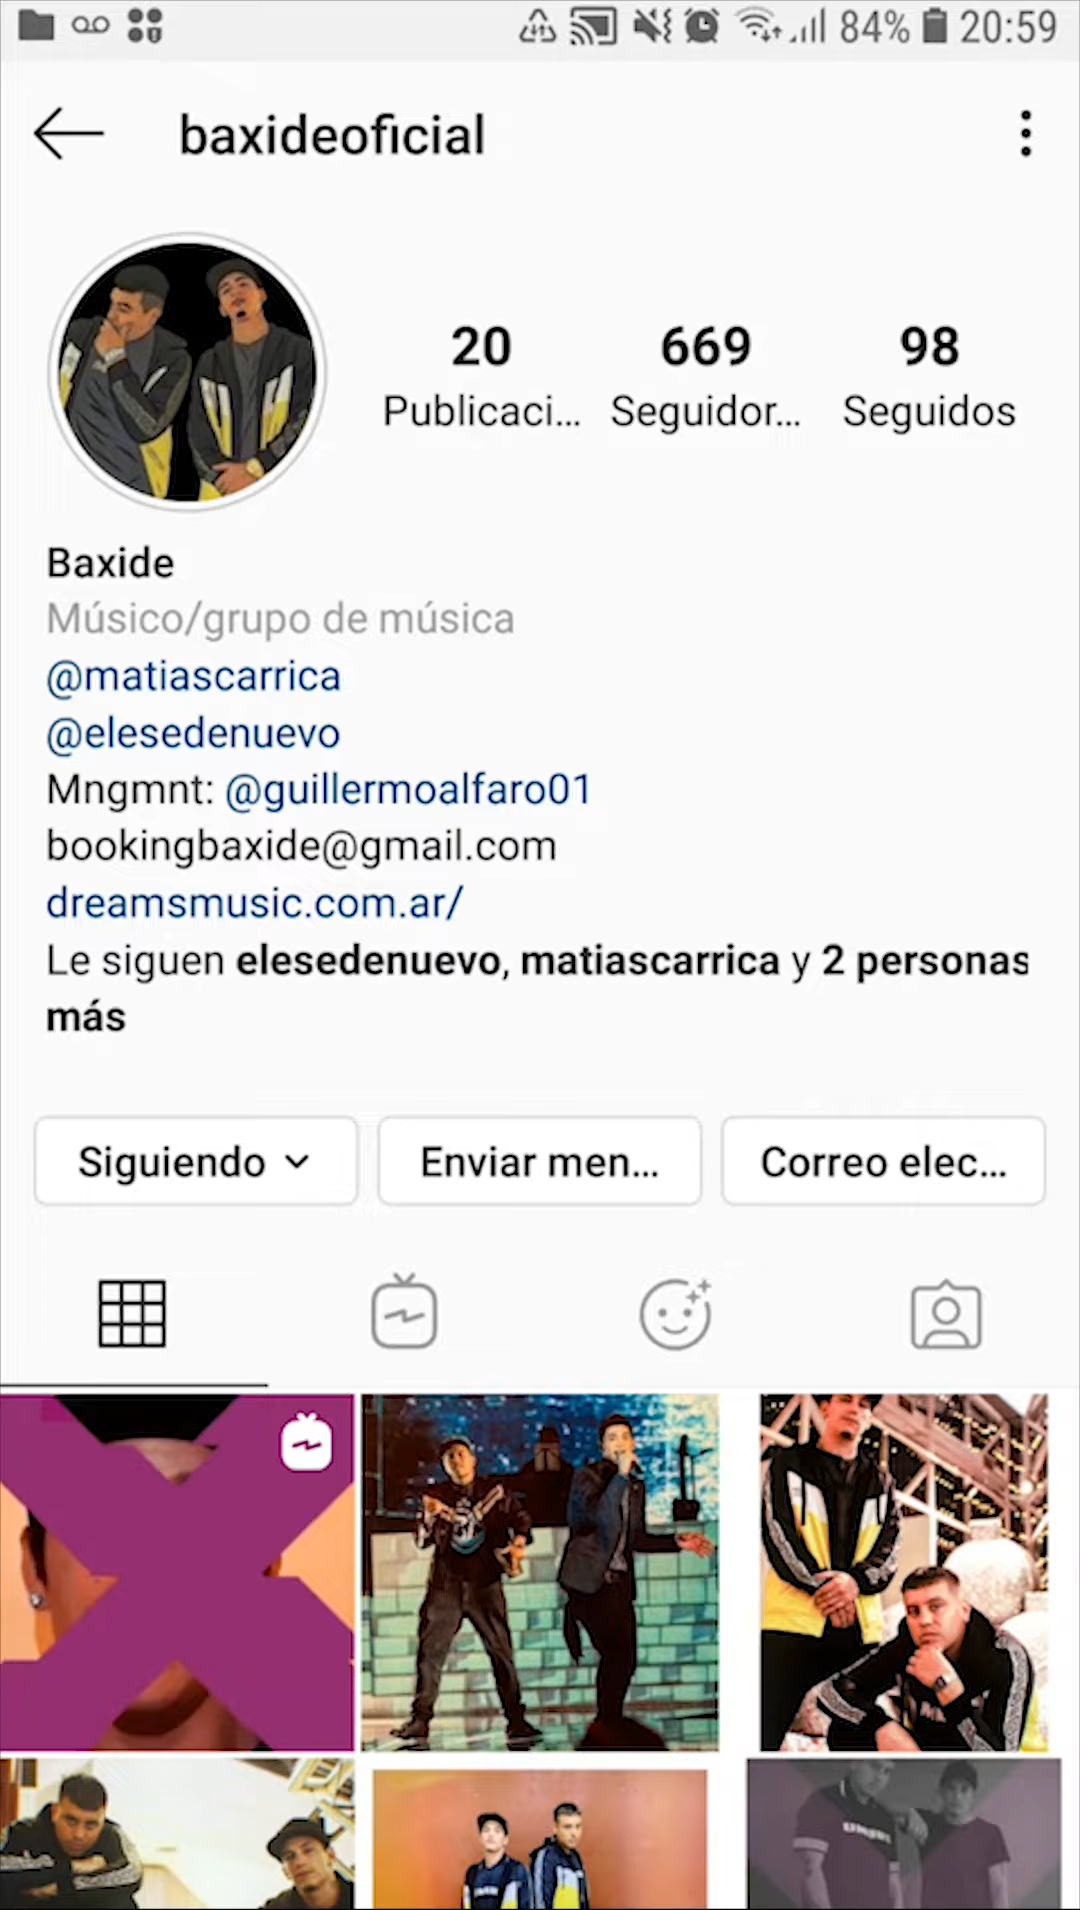 84% 20:59
baxideoficial
20 669 98
Publicaci... Seguidor... Seguidos
Baxide
Músico/grupo de música
@matiascarrica
@elesedenuevo
Mngmnt: @guillermoalfaro01
bookingbaxide@gmail.com
dreamsmusic.com.ar/
Le siguen elesedenuevo, matiascarrica y 2 personas
más
Siguiendo Enviar men... Correo elec...